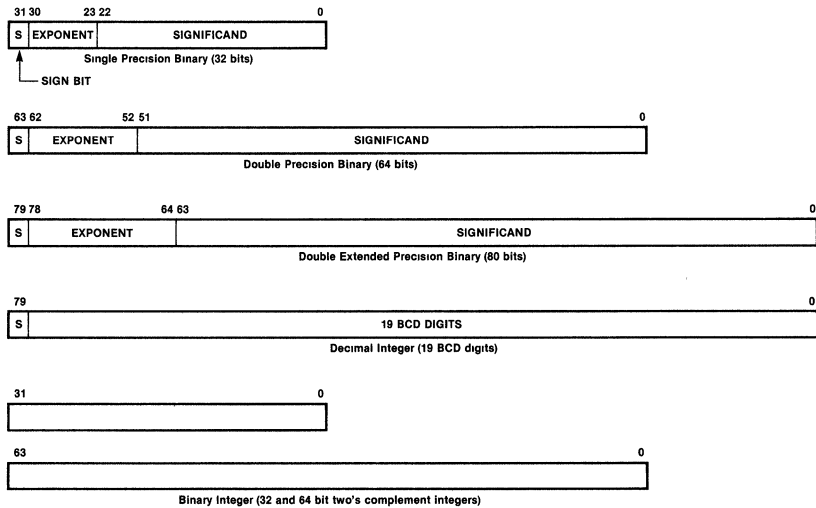 31 30 23 22 0
S EXPONENT SIGNIFICAND
Single Precision Binary (32 bits)
SIGN BIT
63 62 52 51 0
S EXPONENT SIGNIFICAND
Double Precision Binary (64 bits)
79 78 64 63 0
S EXPONENT SIGNIFICAND
Double Extended Precision Binary (80 bits)
79 0
S 19 BCD DIGITS
Decimal Integer (19 BCD digits)
31 0
63 0
Binary Integer (32 and 64 bit two's complement integers)